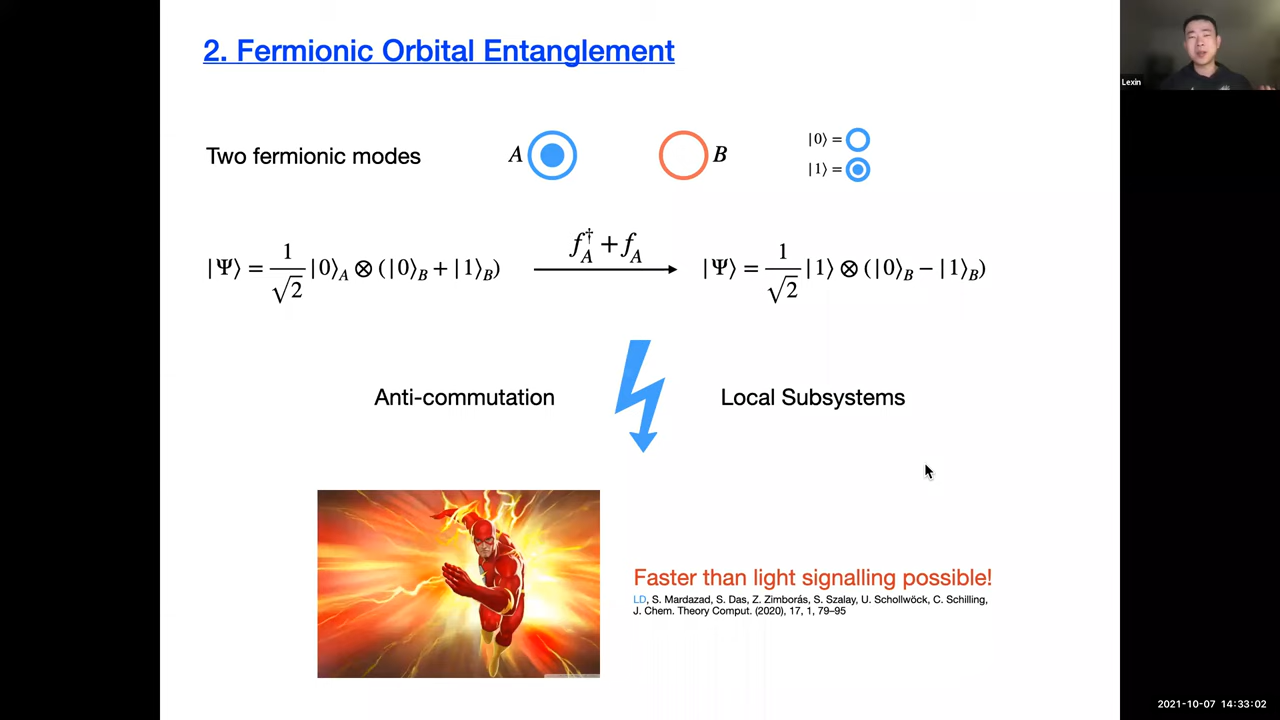 2. Fermionic Orbital Entanglement
Lexin
Two fermionic modes
A
B
|0⟩ =
|1⟩ =
|Ψ⟩ = 1/√2 |0⟩_A ⊗ (|0⟩_B + |1⟩_B)
f_A^† + f_A
|Ψ⟩ = 1/√2 |1⟩ ⊗ (|0⟩_B − |1⟩_B)
Anti-commutation
Local Subsystems
Faster than light signalling possible!
LD, S. Mardazad, S. Das, Z. Zimborás, S. Szalay, U. Schollwöck, C. Schilling,
J. Chem. Theory Comput. (2020), 17, 1, 79–95
2021-10-07 14:33:02